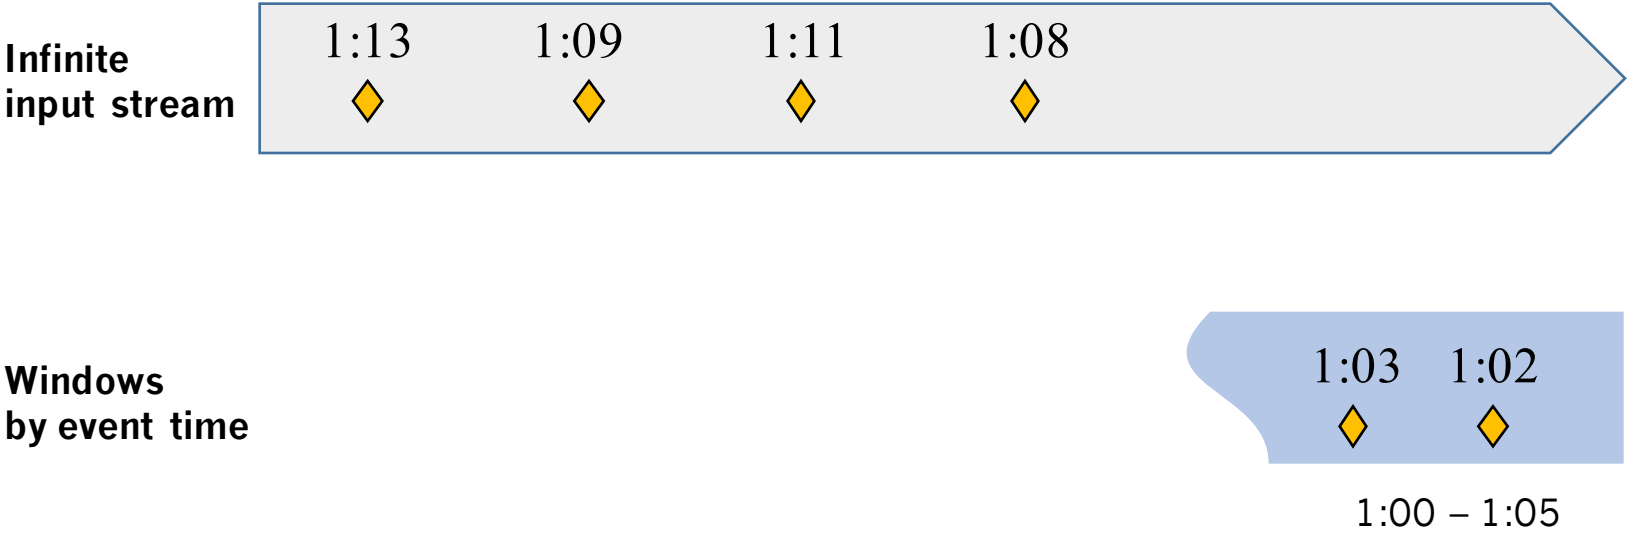 Infinite
input stream
1:13 1:09 1:11 1:08
Windows
by event time
1:03 1:02
1:00 – 1:05